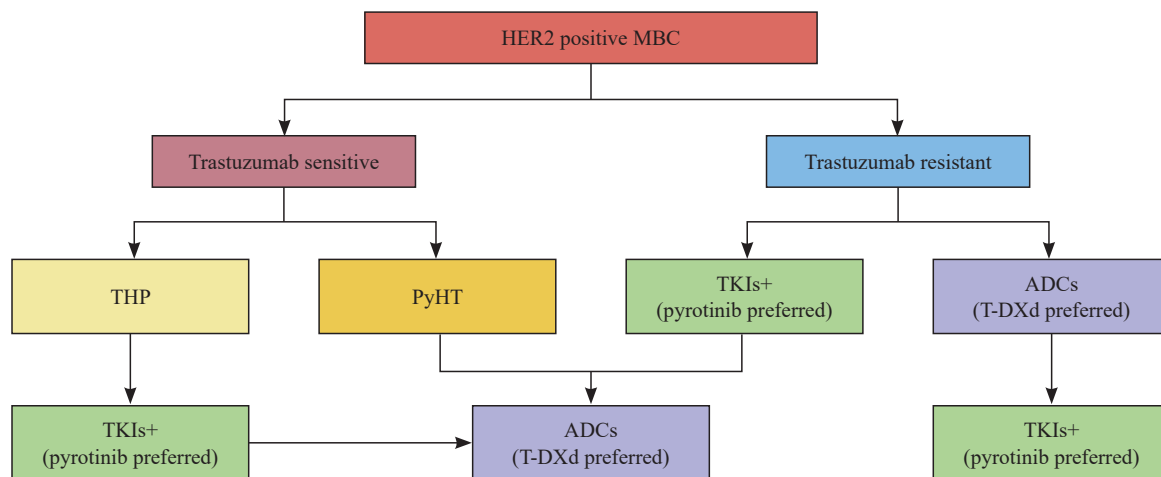 HER2 positive MBC
Trastuzumab sensitive
Trastuzumab resistant
THP
PyHT
TKIs+
(pyrotinib preferred)
ADCs
(T-DXd preferred)
TKIs+
(pyrotinib preferred)
ADCs
(T-DXd preferred)
TKIs+
(pyrotinib preferred)